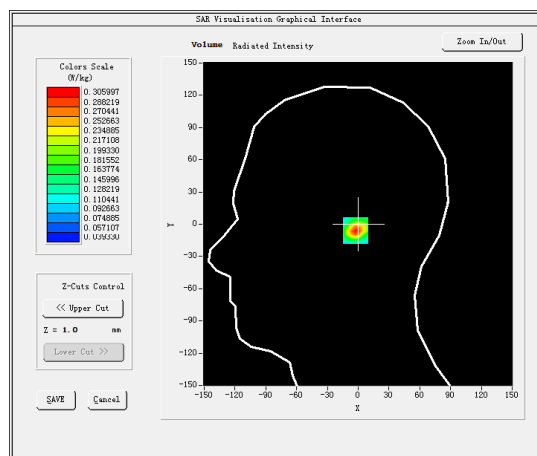 SAR Visualisation Graphical Interface
Volume Radiated Intensity
Zoom In/Out
Colors Scale
(W/kg)
0.305997
0.288219
0.270441
0.252663
0.234885
0.217108
0.199330
0.181552
0.163774
0.145996
0.128219
0.110441
0.092663
0.074885
0.057107
0.039330
Z-Cuts Control
<< Upper Cut
Z = 1.0 mm
Lower Cut >>
SAVE Cancel
150
120
90
60
30
0
-30
-60
-90
-120
-150
Y
-150 -120 -90 -60 -30 0 30 60 90 120 150
X